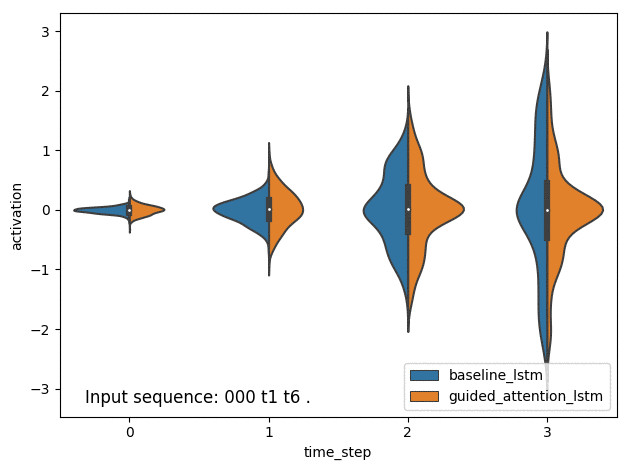 3
2
1
0
−1
−2
−3
activation
Input sequence: 000 t1 t6 .
baseline_lstm
guided_attention_lstm
0 1 2 3
time_step